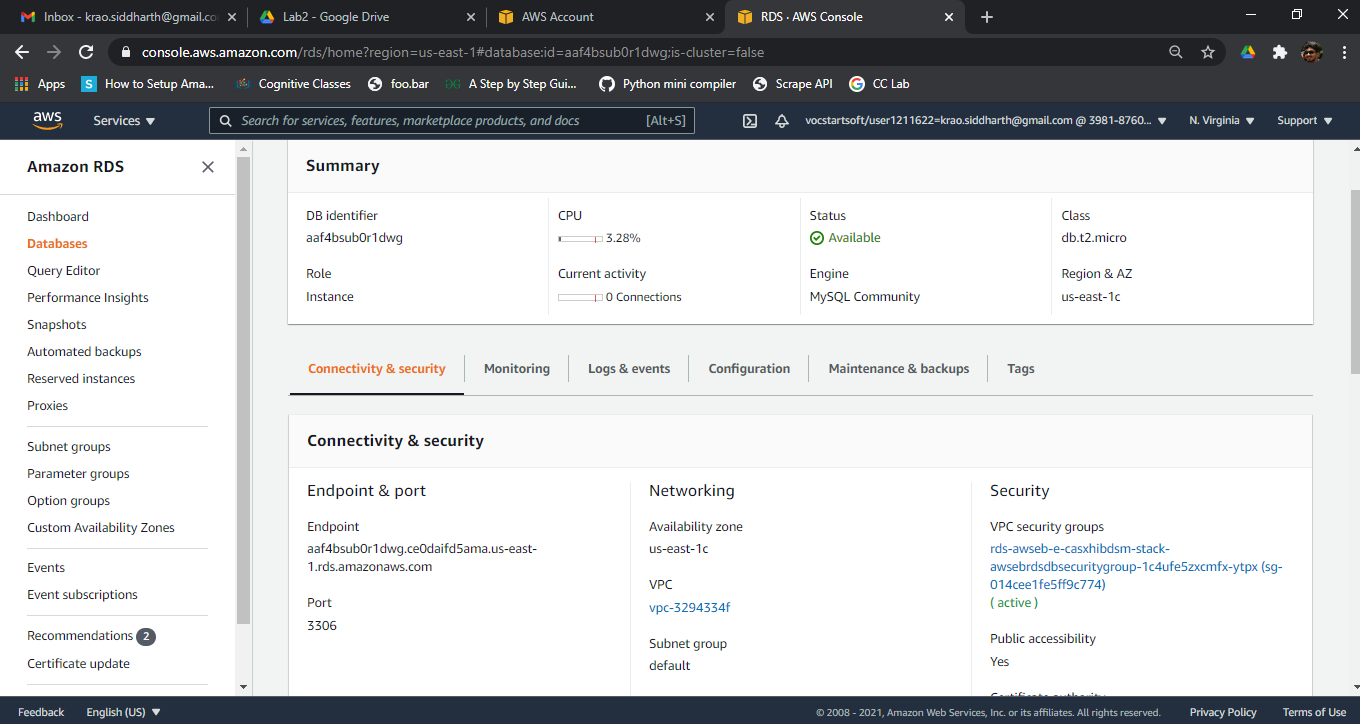 Inbox - krao.siddharth@gmail.co
Lab2 - Google Drive
AWS Account
RDS · AWS Console
console.aws.amazon.com/rds/home?region=us-east-1#database:id=aaf4bsub0r1dwg;is-cluster=false
Apps
S
How to Setup Ama...
Cognitive Classes
foo.bar
A Step by Step Gui...
Python mini compiler
Scrape API
CC Lab
aws
Services
Search for services, features, marketplace products, and docs
[Alt+S]
vocstartsoft/user1211622=krao.siddharth@gmail.com @ 3981-8760...
N. Virginia
Support
Amazon RDS
Dashboard
Databases
Query Editor
Performance Insights
Snapshots
Automated backups
Reserved instances
Proxies
Subnet groups
Parameter groups
Option groups
Custom Availability Zones
Events
Event subscriptions
Recommendations 2
Certificate update
Summary
DB identifier
aaf4bsub0r1dwg
CPU
3.28%
Status
Available
Class
db.t2.micro
Role
Instance
Current activity
0 Connections
Engine
MySQL Community
Region & AZ
us-east-1c
Connectivity & security
Monitoring
Logs & events
Configuration
Maintenance & backups
Tags
Connectivity & security
Endpoint & port
Endpoint
aaf4bsub0r1dwg.ce0daifd5ama.us-east-
1.rds.amazonaws.com
Port
3306
Networking
Availability zone
us-east-1c
VPC
vpc-3294334f
Subnet group
default
Security
VPC security groups
rds-awseb-e-casxhibdsm-stack-
awsebrdsdbsecuritygroup-1c4ufe5zxcmfx-ytpx (sg-
014cee1fe5ff9c774)
( active )
Public accessibility
Yes
Certificate authority
Feedback
English (US)
© 2008 - 2021, Amazon Web Services, Inc. or its affiliates. All rights reserved.
Privacy Policy
Terms of Use